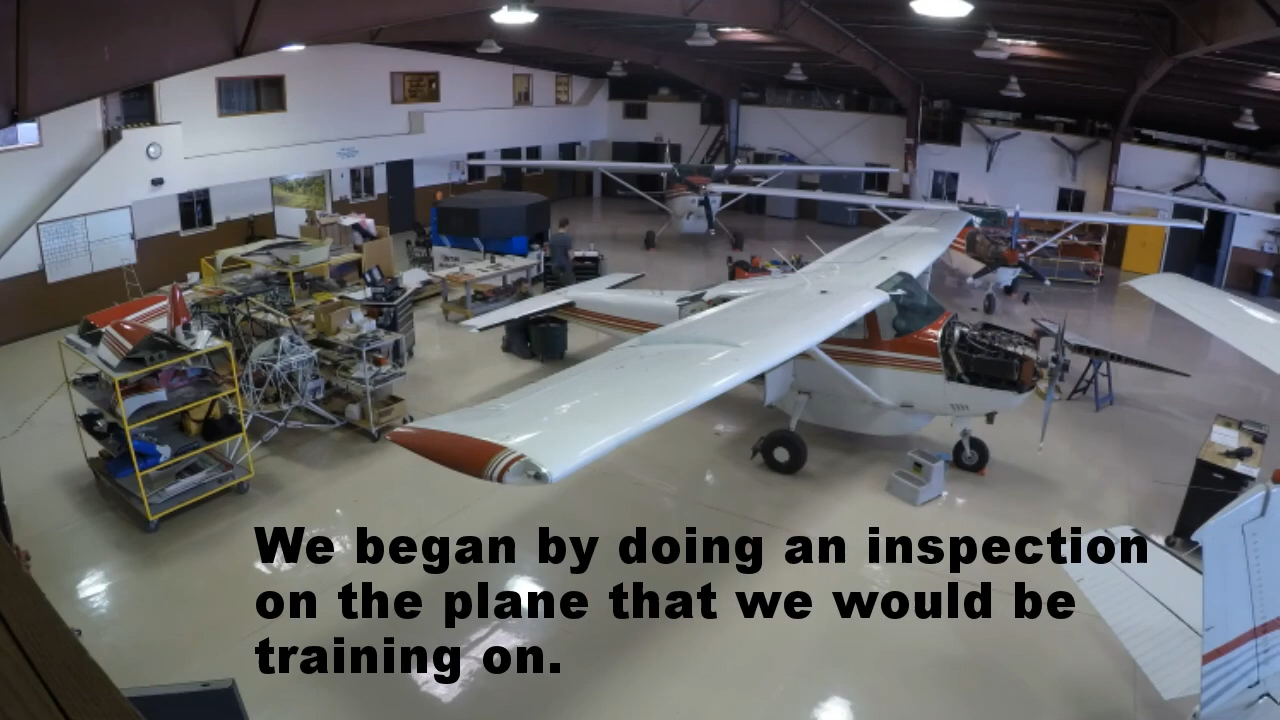 We began by doing an inspection
on the plane that we would be
training on.